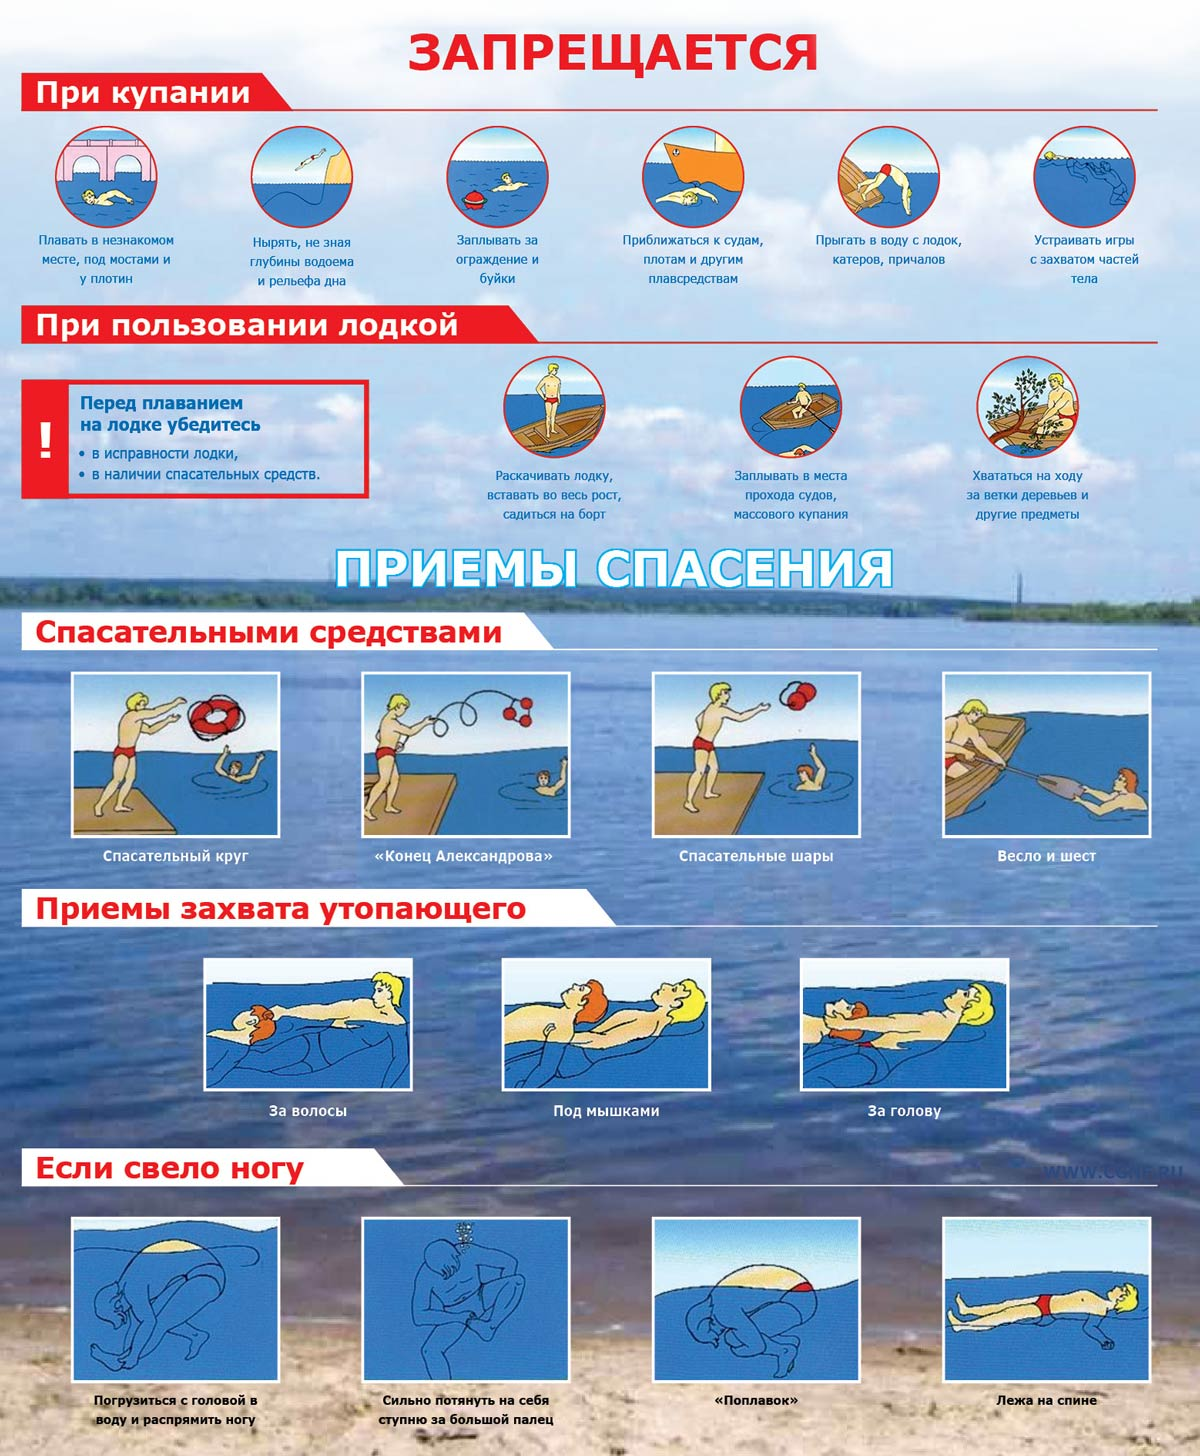 ЗАПРЕЩАЕТСЯ
При купании
Плавать в незнакомом
месте, под мостами и
у плотин
Нырять, не зная
глубины водоема
и рельефа дна
Заплывать за
ограждение и
буйки
Приближаться к судам,
плотам и другим
плавсредствам
Прыгать в воду с лодок,
катеров, причалов
Устраивать игры
с захватом частей
тела
При пользовании лодкой
!
Перед плаванием
на лодке убедитесь
• в исправности лодки,
• в наличии спасательных средств.
Раскачивать лодку,
вставать во весь рост,
садиться на борт
Заплывать в места
прохода судов,
массового купания
Хвататься на ходу
за ветки деревьев и
другие предметы
ПРИЕМЫ СПАСЕНИЯ
Спасательными средствами
Спасательный круг
«Конец Александрова»
Спасательные шары
Весло и шест
Приемы захвата утопающего
За волосы
Под мышками
За голову
Если свело ногу
Погрузиться с головой в
воду и распрямить ногу
Сильно потянуть на себя
ступню за большой палец
«Поплавок»
Лежа на спине